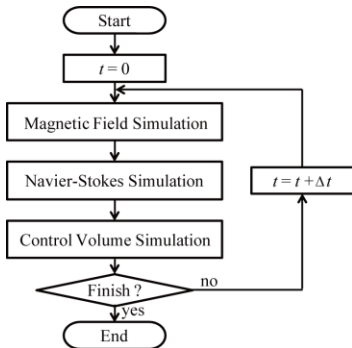 Start
t = 0
Magnetic Field Simulation
Navier-Stokes Simulation
t = t + Δt
Control Volume Simulation
Finish ?
no
yes
End